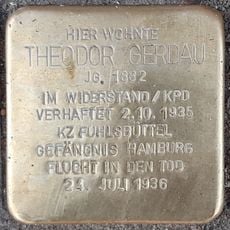 HIER WOHNTE
THEODOR GERDAU
JG. 1882
IM WIDERSTAND / KPD
VERHAFTET 2.10.1935
KZ FUHLSBÜTTEL
GEFÄNGNIS HAMBURG
FLUCHT IN DEN TOD
24. JULI 1936